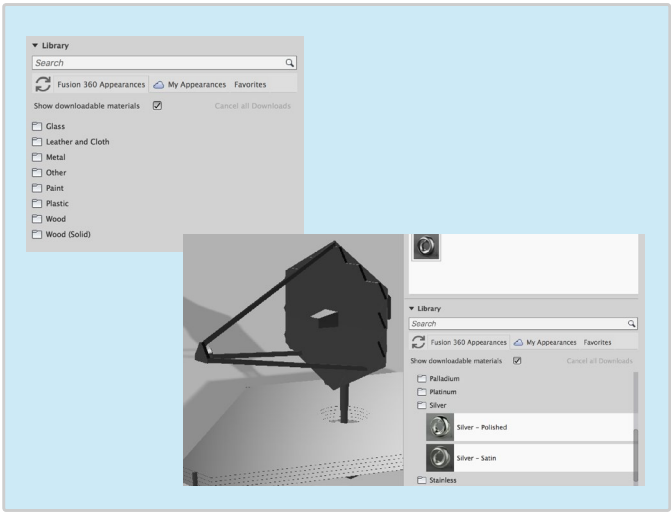 Library
Search
Fusion 360 Appearances My Appearances Favorites
Show downloadable materials Cancel all Downloads
Glass
Leather and Cloth
Metal
Other
Paint
Plastic
Wood
Wood (Solid)
Library
Search
Fusion 360 Appearances My Appearances Favorites
Show downloadable materials Cancel all Downloads
Palladium
Platinum
Silver
Silver - Polished
Silver - Satin
Stainless